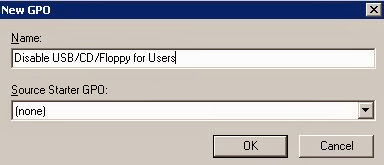 New GPO
Name:
Disable USB/CD/Floppy for Users
Source Starter GPO:
(none)
OK
Cancel